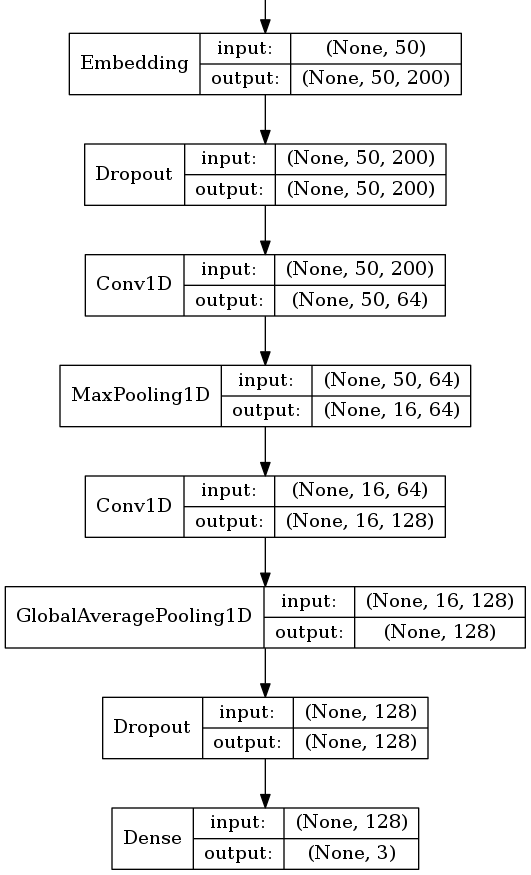 Embedding input: (None, 50)
output: (None, 50, 200)
Dropout input: (None, 50, 200)
output: (None, 50, 200)
Conv1D input: (None, 50, 200)
output: (None, 50, 64)
MaxPooling1D input: (None, 50, 64)
output: (None, 16, 64)
Conv1D input: (None, 16, 64)
output: (None, 16, 128)
GlobalAveragePooling1D input: (None, 16, 128)
output: (None, 128)
Dropout input: (None, 128)
output: (None, 128)
Dense input: (None, 128)
output: (None, 3)